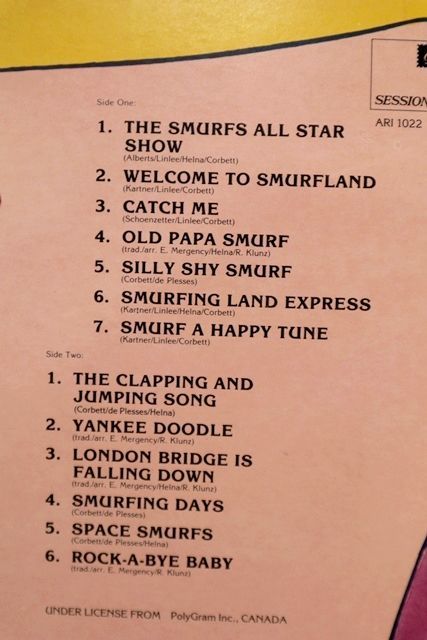 SESSION
ARI 1022
Side One:
1. THE SMURFS ALL STAR
SHOW
(Alberts/Linlee/Helna/Corbett)
2. WELCOME TO SMURFLAND
(Kartner/Linlee/Corbett)
3. CATCH ME
(Schoenzetter/Linlee/Corbett)
4. OLD PAPA SMURF
(trad./arr. E. Mergency/Helna/R. Klunz)
5. SILLY SHY SMURF
(Corbett/de Plesses)
6. SMURFING LAND EXPRESS
(Kartner/Linlee/Helna/Corbett)
7. SMURF A HAPPY TUNE
(Kartner/Linlee/Corbett)
Side Two:
1. THE CLAPPING AND
JUMPING SONG
(Corbett/de Plesses/Helna)
2. YANKEE DOODLE
(trad./arr. E. Mergency/R. Klunz)
3. LONDON BRIDGE IS
FALLING DOWN
(trad./arr. E. Mergency/Helna/R. Klunz)
4. SMURFING DAYS
(Corbett/de Plesses)
5. SPACE SMURFS
(Corbett/de Plesses/Helna)
6. ROCK-A-BYE BABY
(trad./arr. E. Mergency/R. Klunz)
UNDER LICENSE FROM PolyGram Inc., CANADA